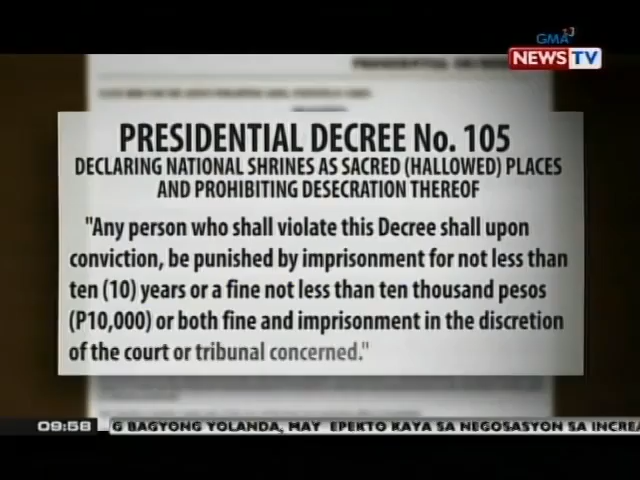 GMA
NEWS TV
PRESIDENTIAL DECREE No. 105
DECLARING NATIONAL SHRINES AS SACRED (HALLOWED) PLACES
AND PROHIBITING DESECRATION THEREOF
"Any person who shall violate this Decree shall upon
conviction, be punished by imprisonment for not less than
ten (10) years or a fine not less than ten thousand pesos
(P10,000) or both fine and imprisonment in the discretion
of the court or tribunal concerned."
09:58 G BAGYONG YOLANDA, MAY EPEKTO KAYA SA NEGOSASYON SA INCREA